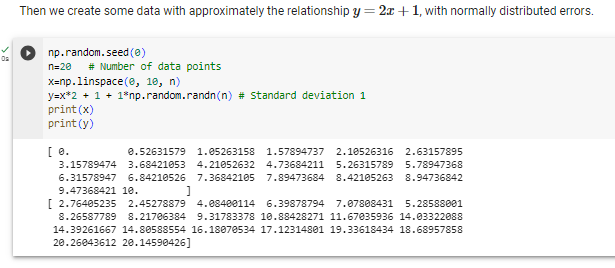 Then we create some data with approximately the relationship y = 2x + 1, with normally distributed errors.
0s
np.random.seed(0)
n=20   # Number of data points
x=np.linspace(0, 10, n)
y=x*2 + 1 + 1*np.random.randn(n) # Standard deviation 1
print(x)
print(y)
[ 0.          0.52631579  1.05263158  1.57894737  2.10526316  2.63157895
  3.15789474  3.68421053  4.21052632  4.73684211  5.26315789  5.78947368
  6.31578947  6.84210526  7.36842105  7.89473684  8.42105263  8.94736842
  9.47368421 10.        ]
[ 2.76405235  2.45278879  4.08400114  6.39878794  7.07808431  5.28588001
  8.26587789  8.21706384  9.31783378 10.88428271 11.67035936 14.03322088
 14.39261667 14.80588554 16.18070534 17.12314801 19.33618434 18.68957858
 20.26043612 20.14590426]